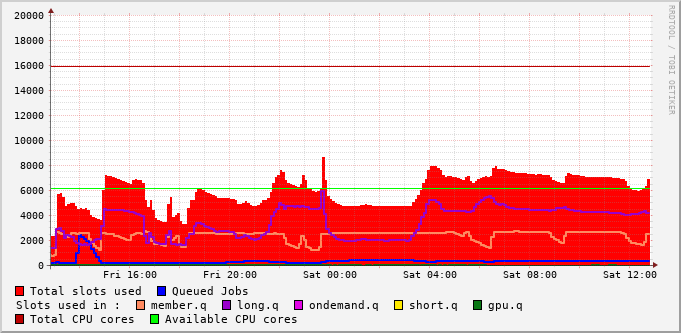 20000
18000
16000
14000
12000
10000
8000
6000
4000
2000
0
Fri 16:00 Fri 20:00 Sat 00:00 Sat 04:00 Sat 08:00 Sat 12:00
Total slots used Queued Jobs
Slots used in : member.q long.q ondemand.q short.q gpu.q
Total CPU cores Available CPU cores
RRDTOOL / TOBI OETIKER